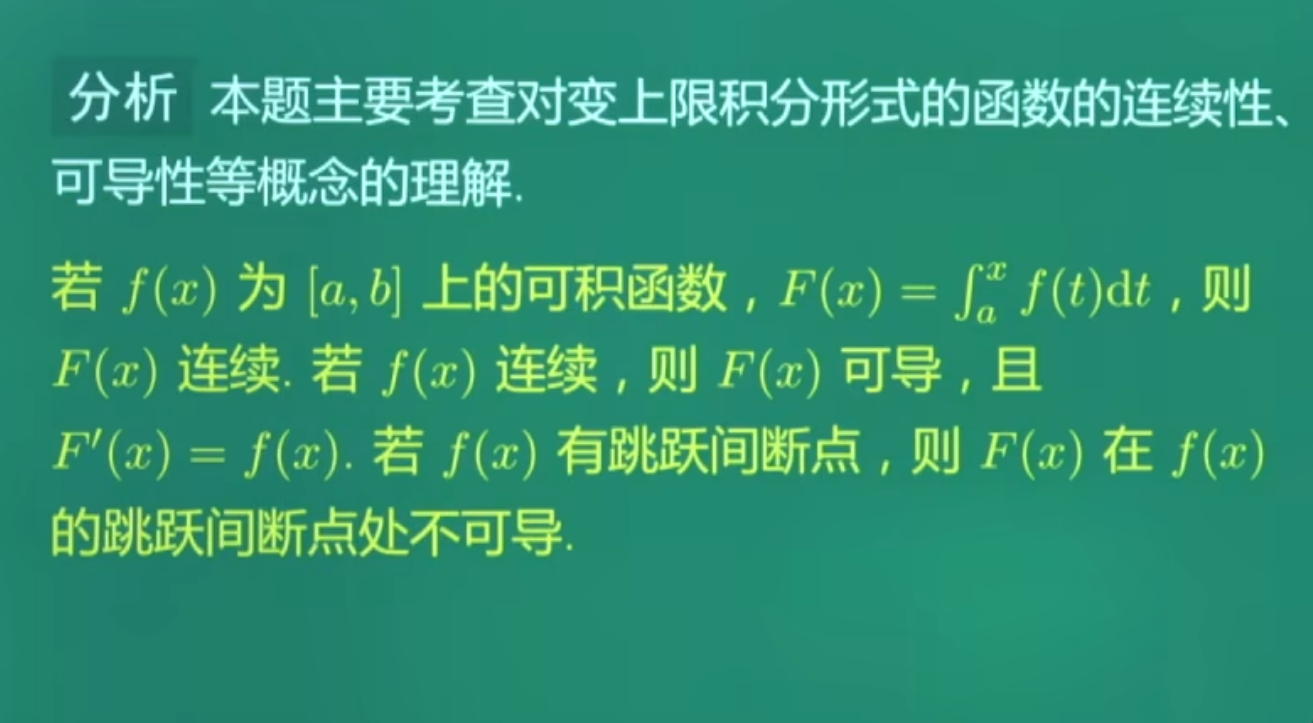 分析 本题主要考查对变上限积分形式的函数的连续性、
可导性等概念的理解.
若 f(x) 为 [a, b] 上的可积函数，F(x) = ∫_a^x f(t)dt，则
F(x) 连续. 若 f(x) 连续，则 F(x) 可导，且
F′(x) = f(x). 若 f(x) 有跳跃间断点，则 F(x) 在 f(x)
的跳跃间断点处不可导.